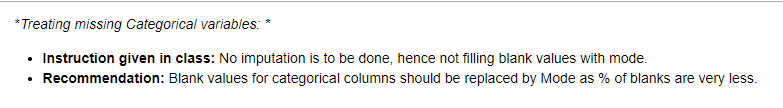 *Treating missing Categorical variables: *
• Instruction given in class: No imputation is to be done, hence not filling blank values with mode.
• Recommendation: Blank values for categorical columns should be replaced by Mode as % of blanks are very less.